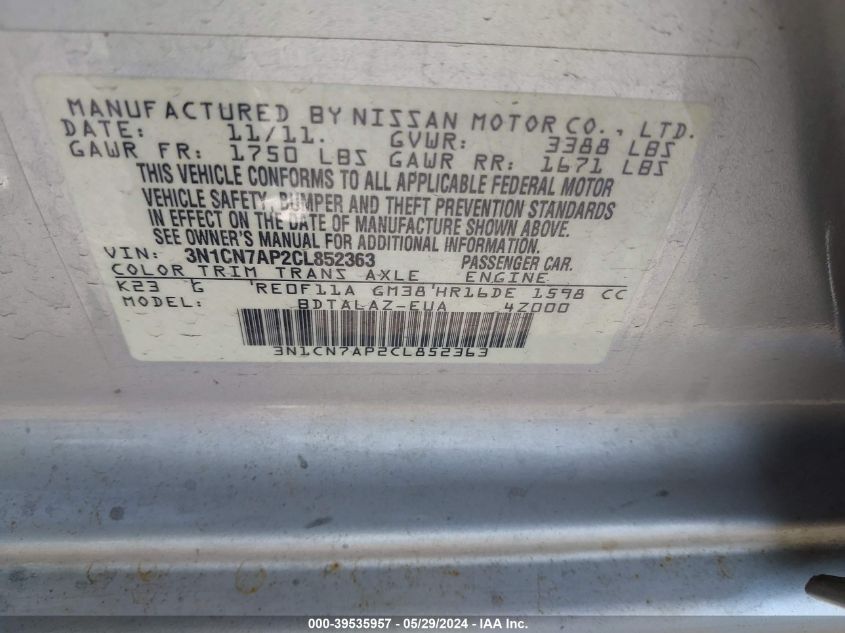 MANUFACTURED BY NISSAN MOTOR CO., LTD.
DATE: 11/11. GVWR: 3388 LBS
GAWR FR: 1750 LBS GAWR RR: 1671 LBS
THIS VEHICLE CONFORMS TO ALL APPLICABLE FEDERAL MOTOR
VEHICLE SAFETY, BUMPER AND THEFT PREVENTION STANDARDS
IN EFFECT ON THE DATE OF MANUFACTURE SHOWN ABOVE.
SEE OWNER'S MANUAL FOR ADDITIONAL INFORMATION.
VIN: 3N1CN7AP2CL852363 PASSENGER CAR.
COLOR TRIM TRANS AXLE ENGINE
K23 G 'RE0F11A GM38'HR16DE 1598 CC
MODEL: BDTALAZ-EUA 4Z000
3N1CN7AP2CL852363
000-39535957 - 05/29/2024 - IAA Inc.